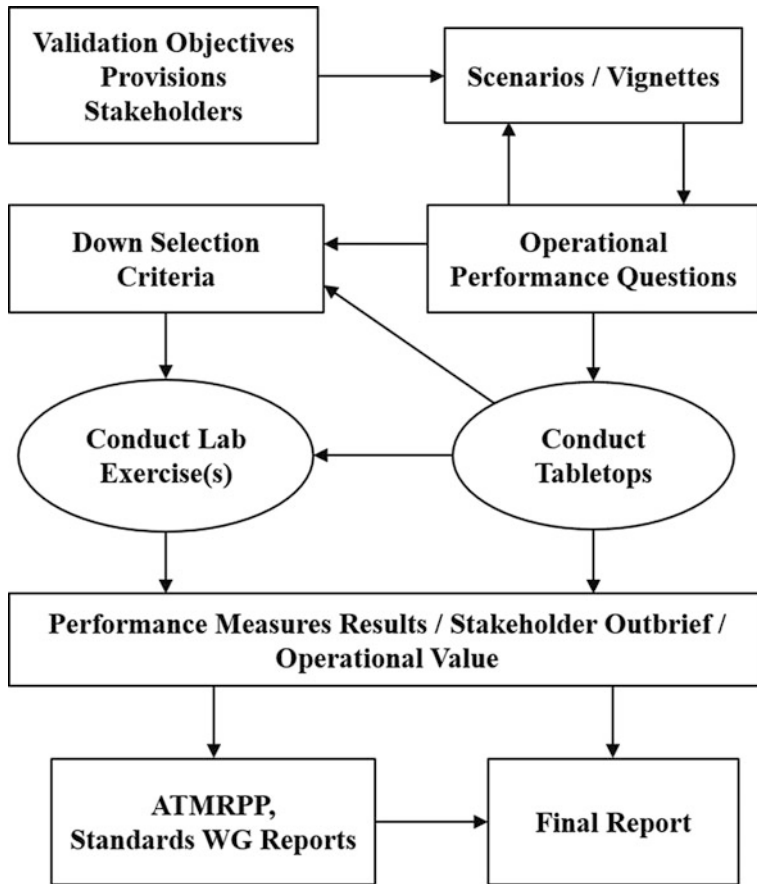 Validation Objectives
Provisions
Stakeholders
Scenarios / Vignettes
Down Selection
Criteria
Operational
Performance Questions
Conduct Lab
Exercise(s)
Conduct
Tabletops
Performance Measures Results / Stakeholder Outbrief /
Operational Value
ATMRPP,
Standards WG Reports
Final Report